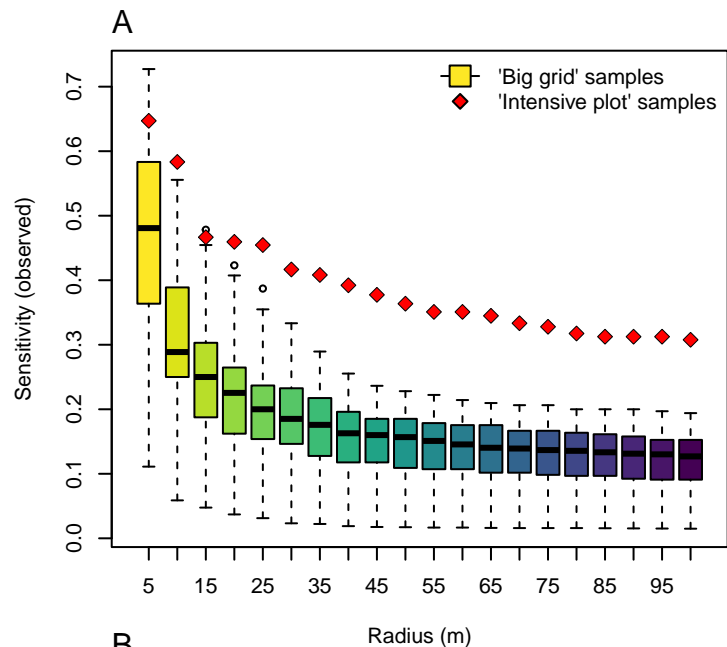 A
'Big grid' samples
'Intensive plot' samples
Sensitivity (observed)
0.7
0.6
0.5
0.4
0.3
0.2
0.1
0.0
5 15 25 35 45 55 65 75 85 95
Radius (m)
B